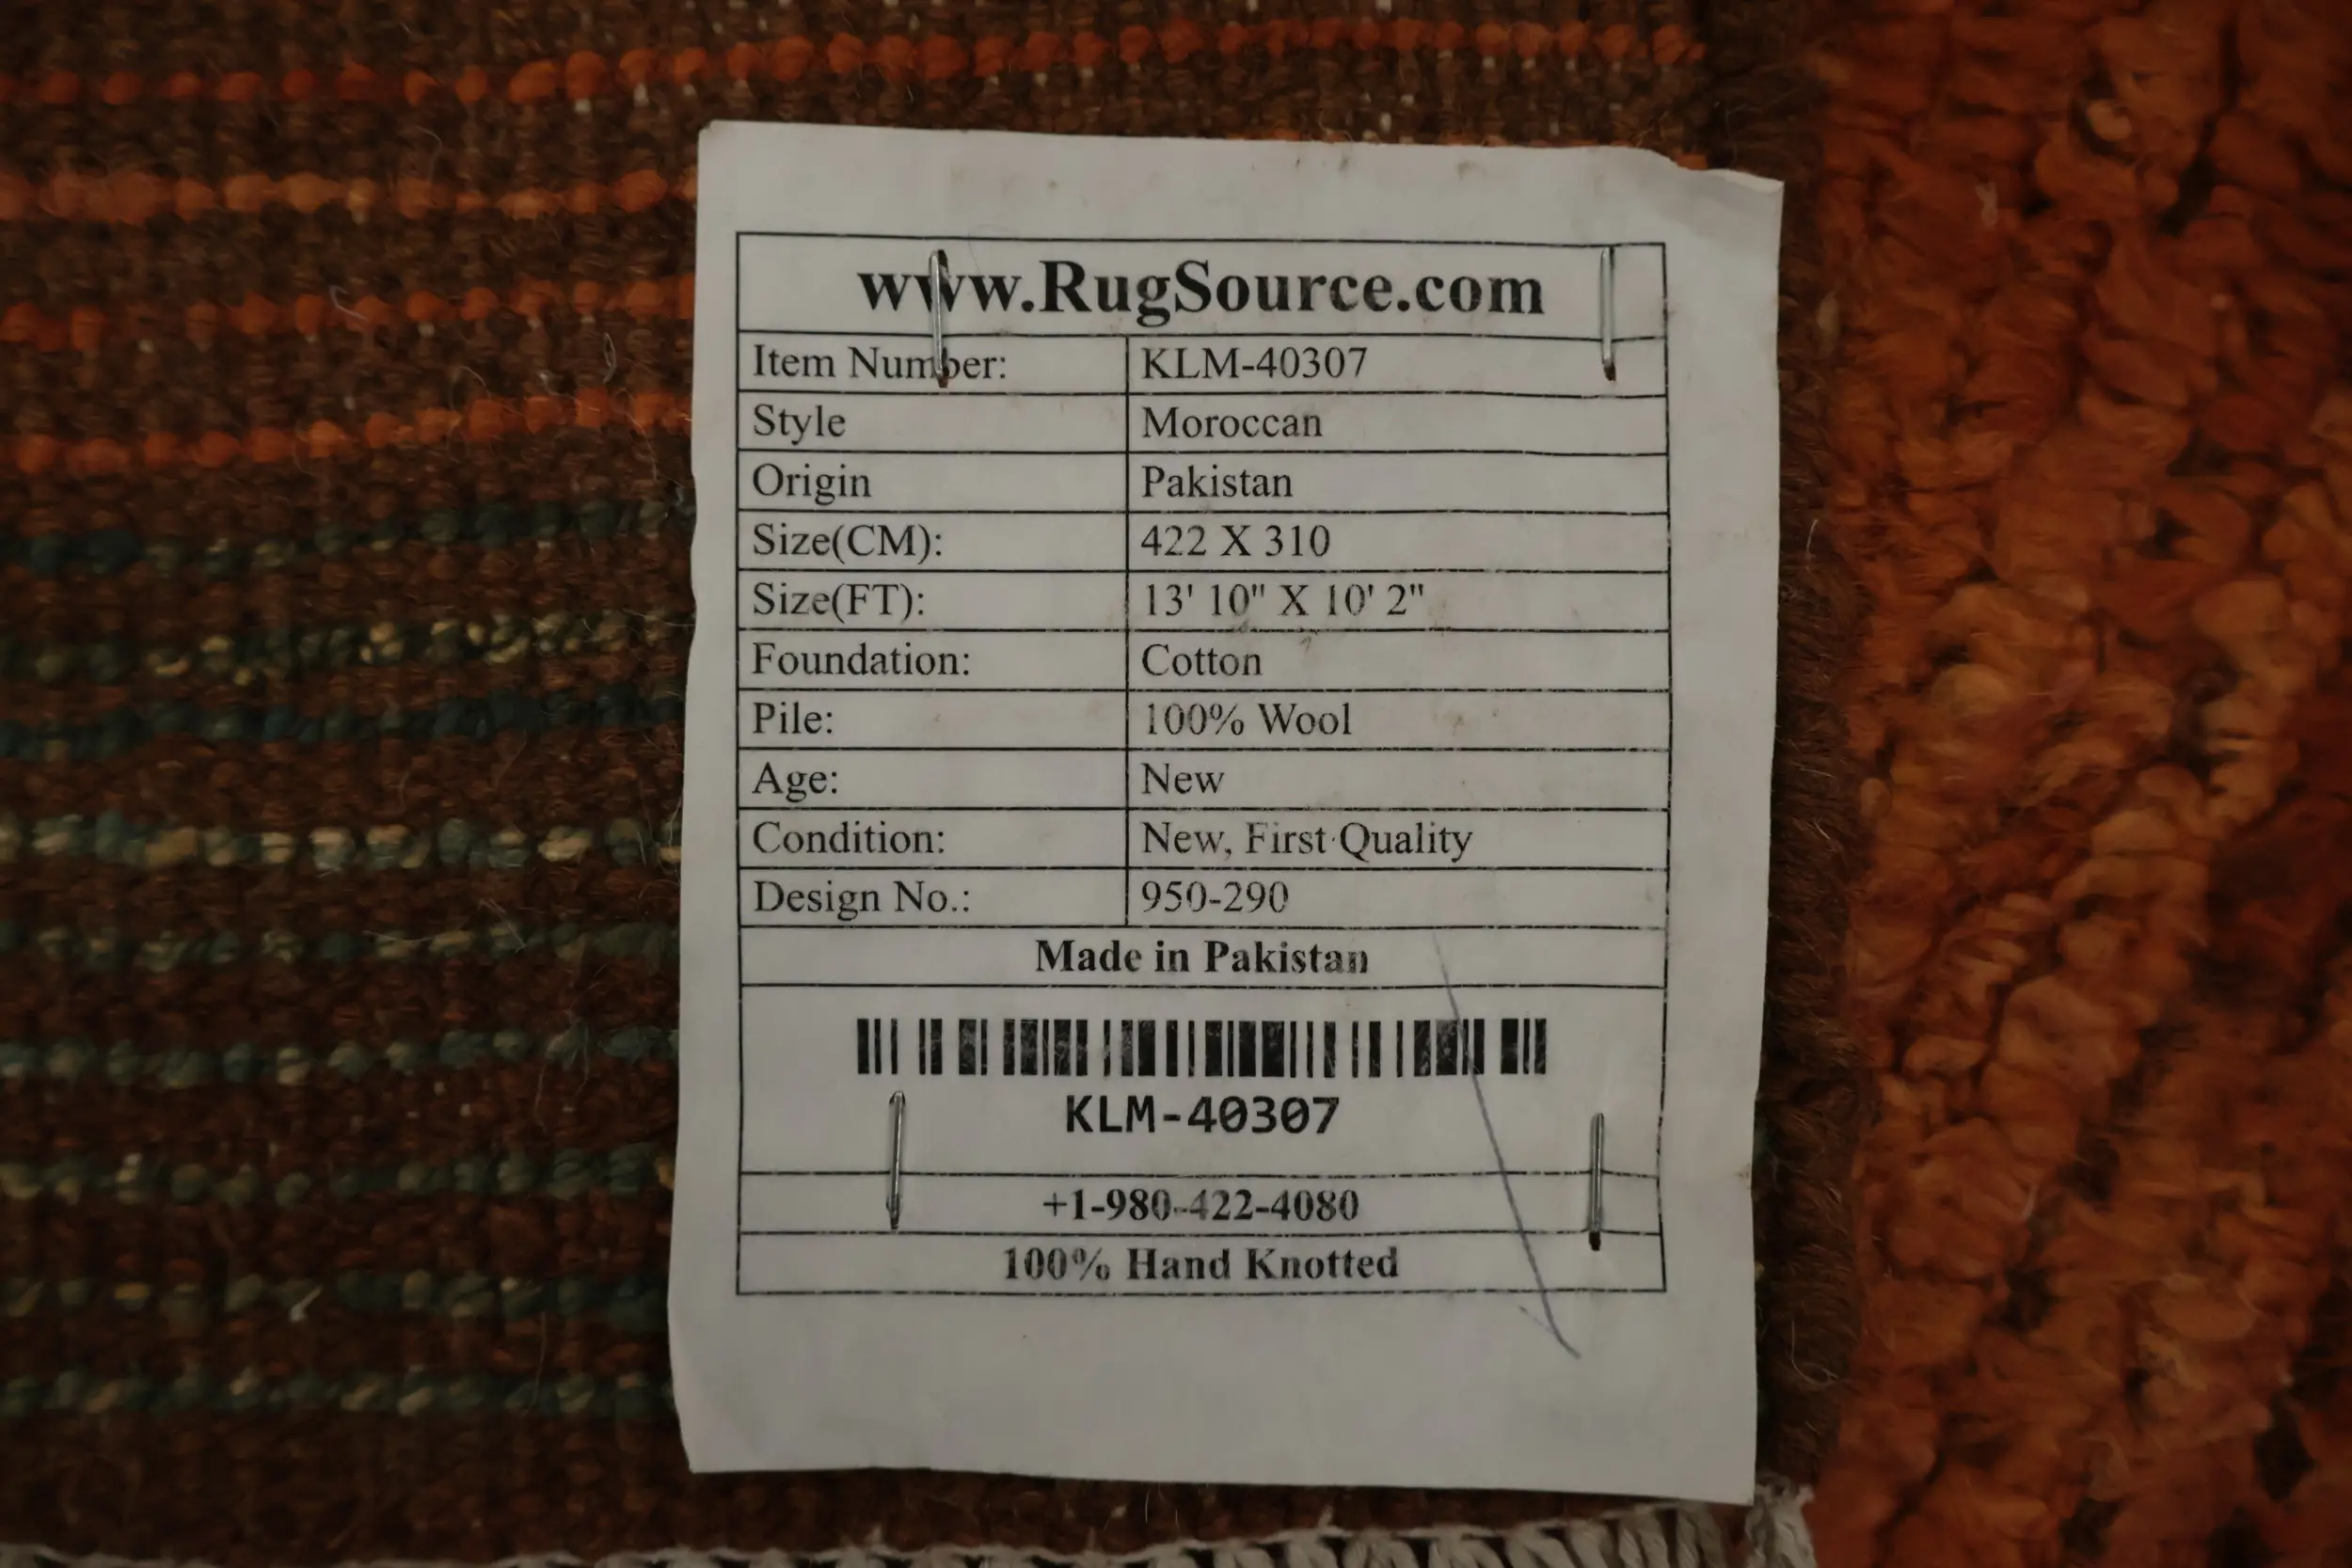 www.RugSource.com
Item Number: KLM-40307
Style Moroccan
Origin Pakistan
Size(CM): 422 X 310
Size(FT): 13' 10" X 10' 2"
Foundation: Cotton
Pile: 100% Wool
Age: New
Condition: New, First Quality
Design No.: 950-290
Made in Pakistan
KLM-40307
+1-980-422-4080
100% Hand Knotted